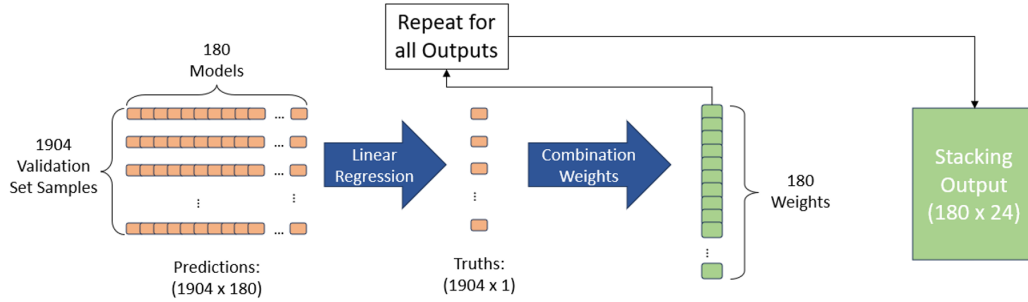 180
Models
1904
Validation
Set Samples
...
...
...
...
...
...
Predictions:
(1904 x 180)
Linear
Regression
...
Truths:
(1904 x 1)
Repeat for
all Outputs
Combination
Weights
...
180
Weights
Stacking
Output
(180 x 24)